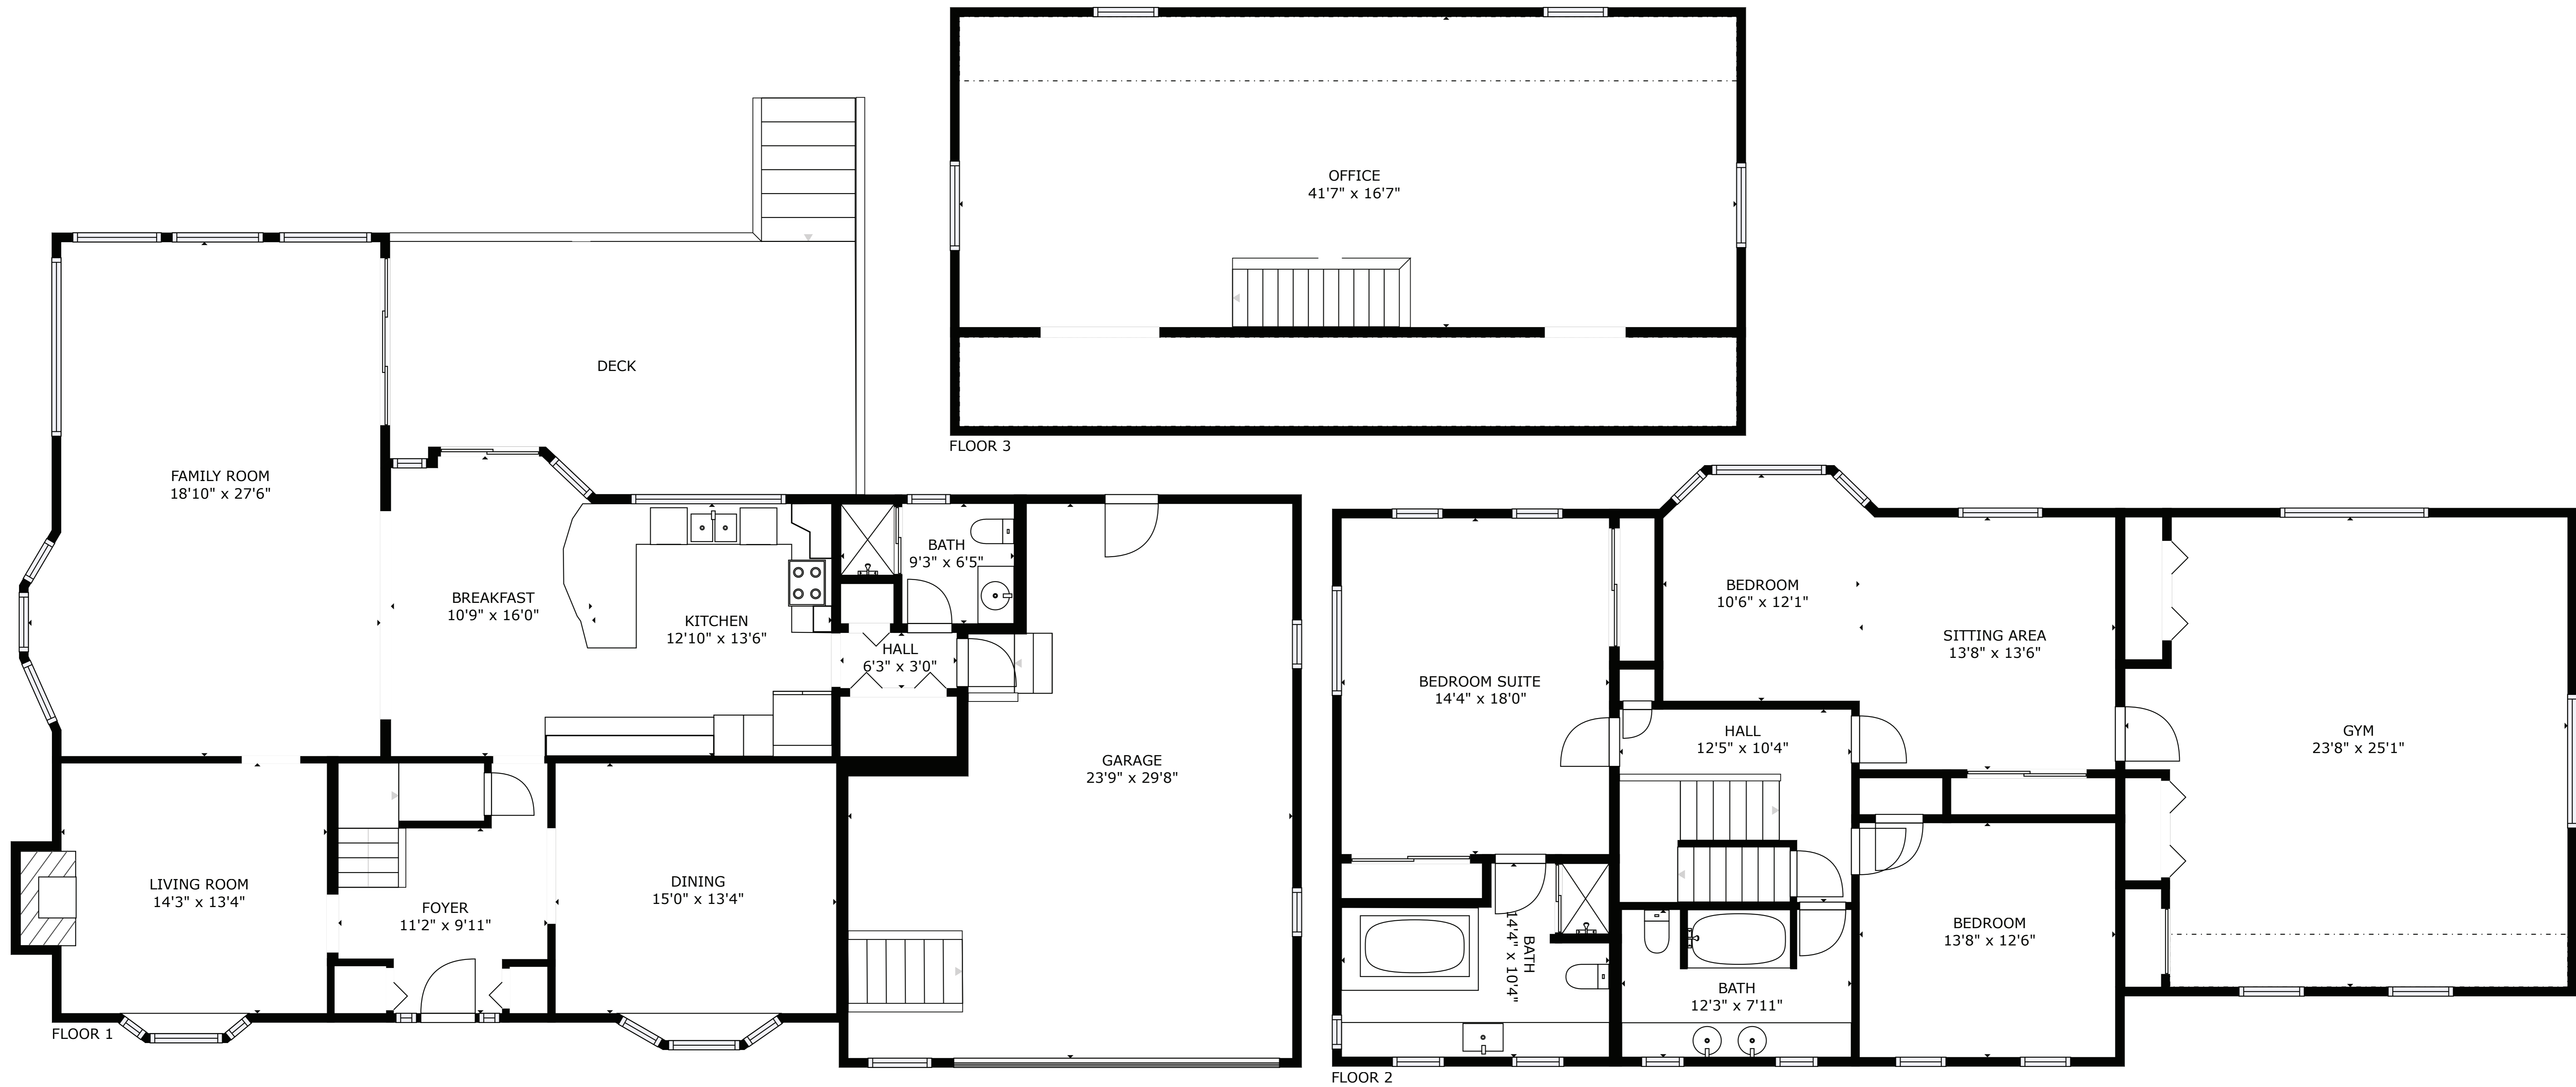 OFFICE
41'7" x 16'7"
FLOOR 3
DECK
FAMILY ROOM
18'10" x 27'6"
BREAKFAST
10'9" x 16'0"
KITCHEN
12'10" x 13'6"
BATH
9'3" x 6'5"
HALL
6'3" x 3'0"
GARAGE
23'9" x 29'8"
LIVING ROOM
14'3" x 13'4"
FOYER
11'2" x 9'11"
DINING
15'0" x 13'4"
FLOOR 1
BEDROOM SUITE
14'4" x 18'0"
BEDROOM
10'6" x 12'1"
SITTING AREA
13'8" x 13'6"
HALL
12'5" x 10'4"
GYM
23'8" x 25'1"
BATH
14'4" x 10'4"
BATH
12'3" x 7'11"
BEDROOM
13'8" x 12'6"
FLOOR 2